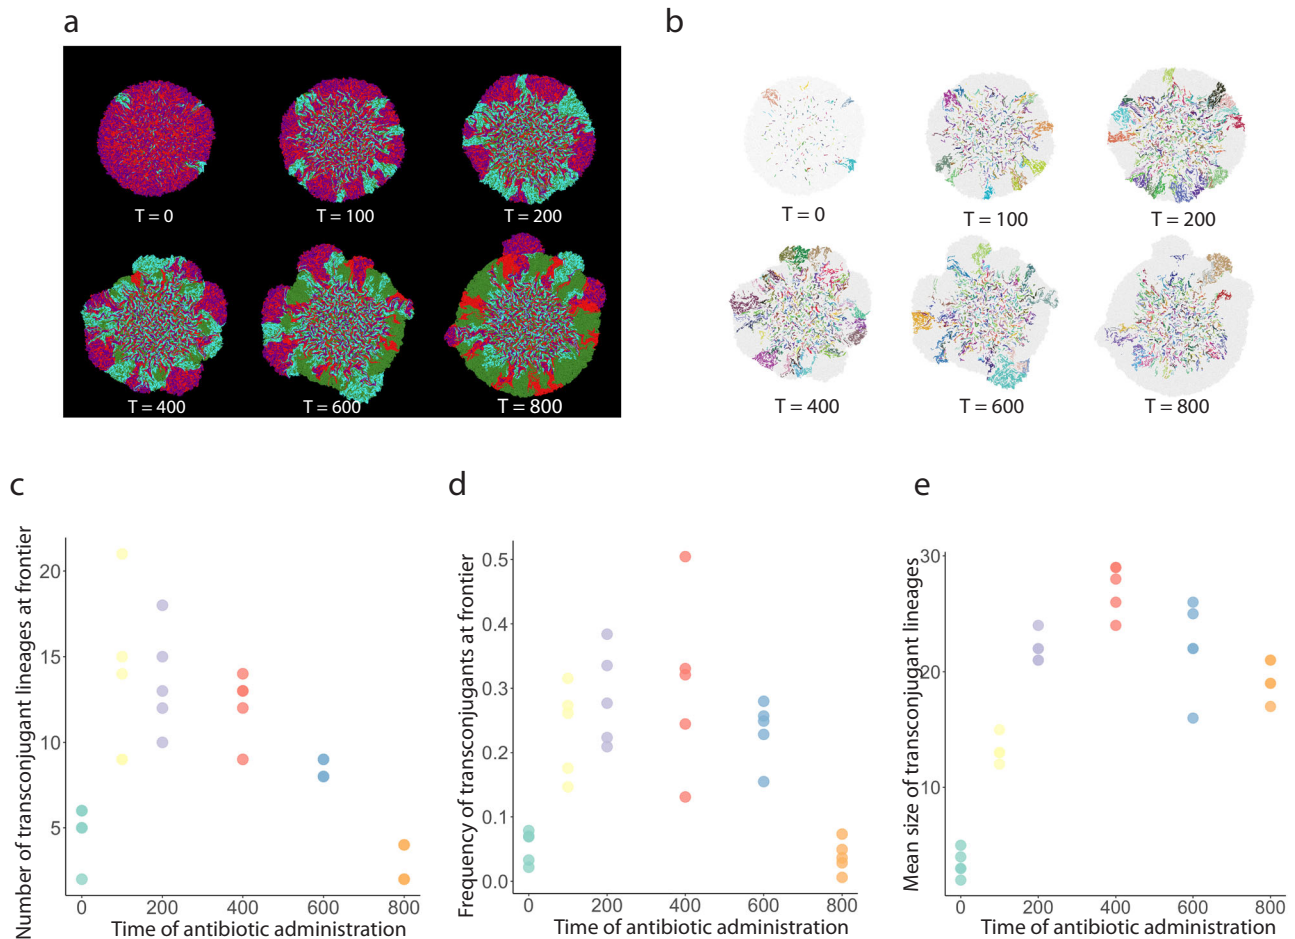 a
T = 0
T = 100
T = 200
T = 400
T = 600
T = 800
b
T = 0
T = 100
T = 200
T = 400
T = 600
T = 800
c
Number of transconjugant lineages at frontier
20
15
10
5
0
200
400
600
800
Time of antibiotic administration
d
Frequency of transconjugants at frontier
0.5
0.4
0.3
0.2
0.1
0.0
0
200
400
600
800
Time of antibiotic administration
e
Mean size of transconjugant lineages
30
20
10
0
200
400
600
800
Time of antibiotic administration